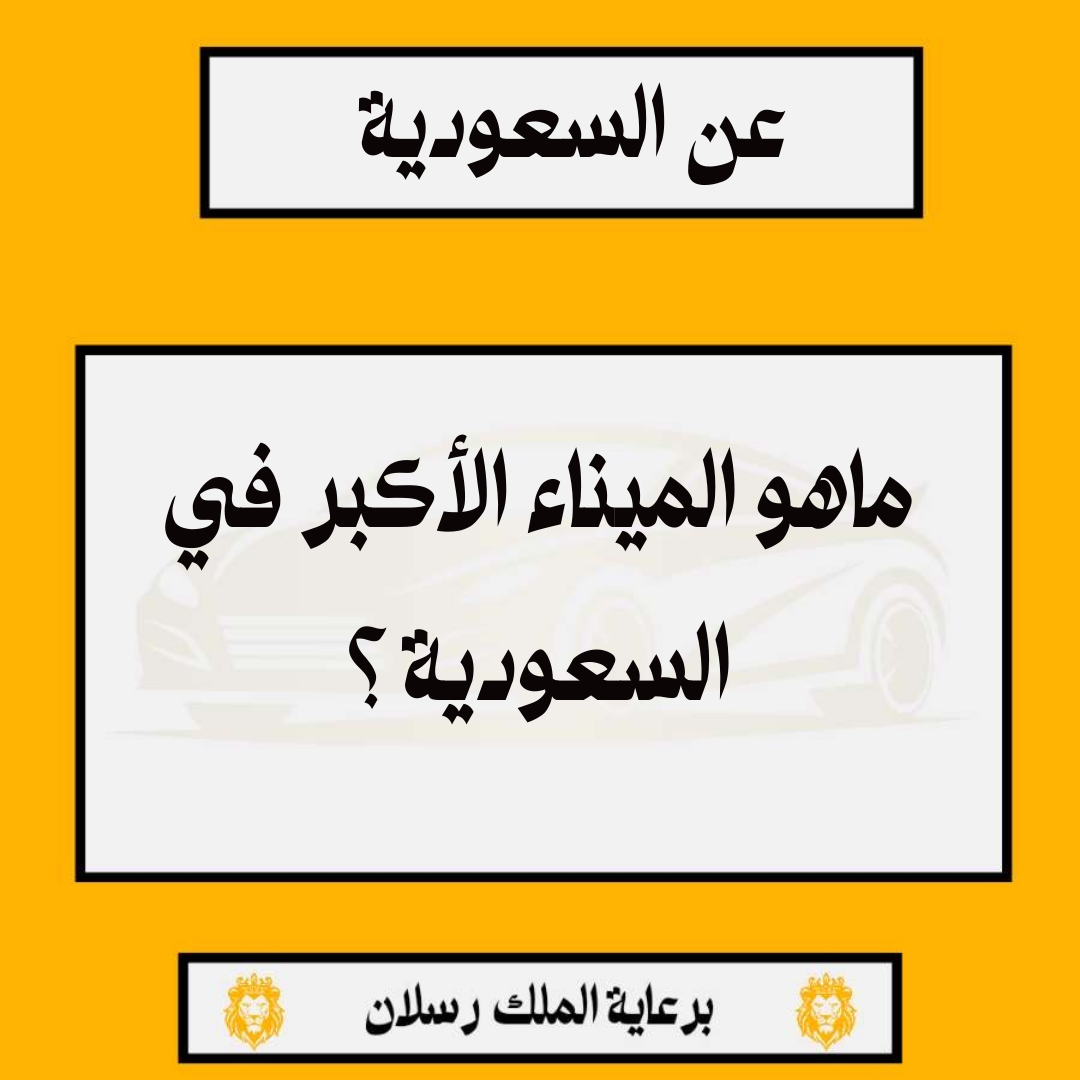 عن السعودية
ماهو الميناء الأكبر في
السعودية ؟
برعاية الملك رسلان